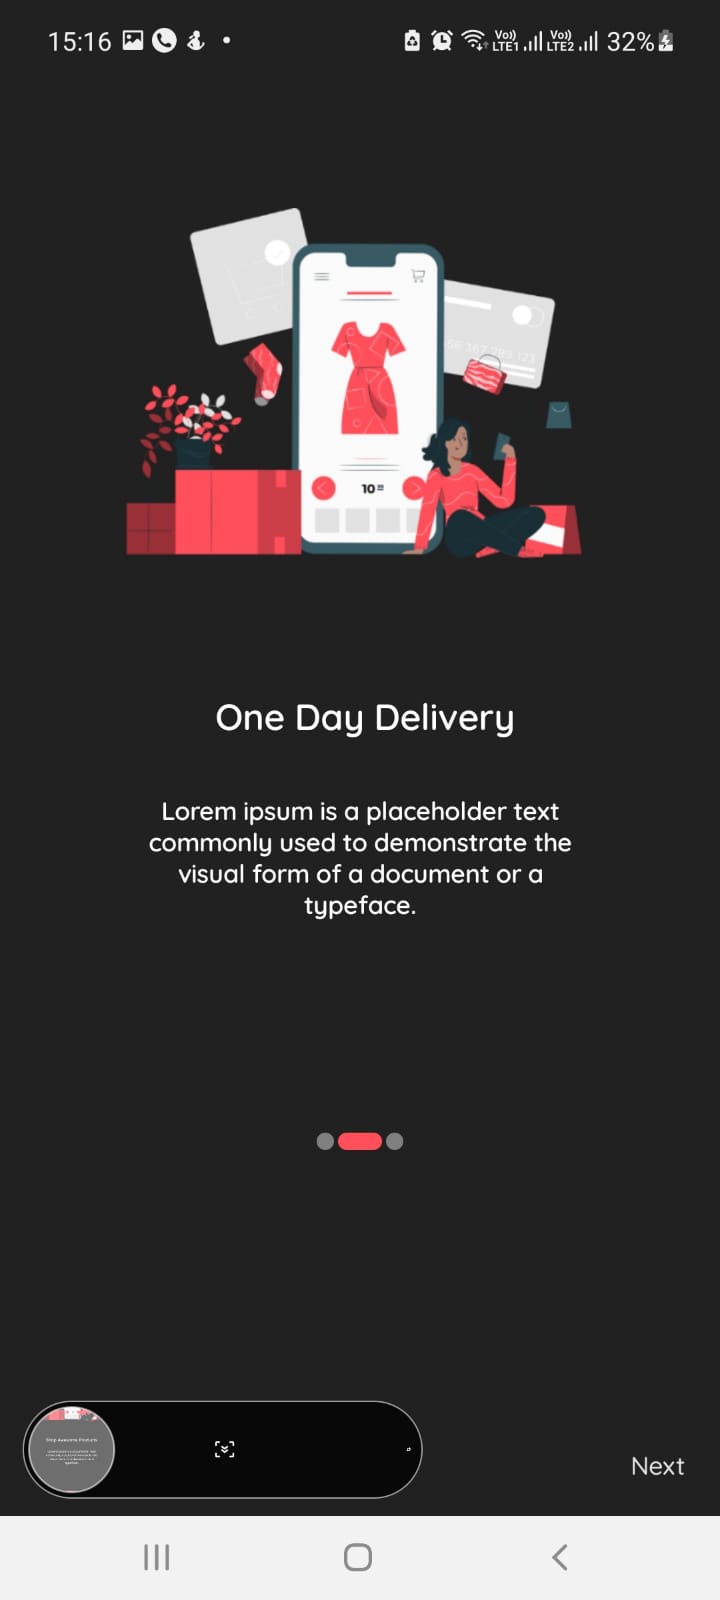 15:16
Vo)) LTE1 Vo)) LTE2 32%
10
One Day Delivery
Lorem ipsum is a placeholder text
commonly used to demonstrate the
visual form of a document or a
typeface.
Shop Awesome Products
Next